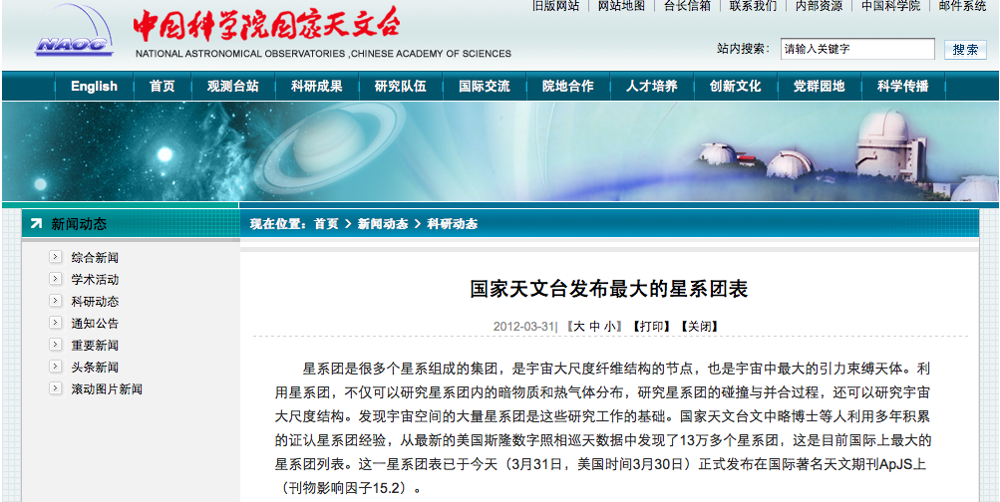 旧版网站 | 网站地图 | 台长信箱 | 联系我们 | 内部资源 | 中国科学院 | 邮件系统
NAOC
中国科学院国家天文台
NATIONAL ASTRONOMICAL OBSERVATORIES ,CHINESE ACADEMY OF SCIENCES
站内搜索： 请输入关键字 搜索
English 首页 观测台站 科研成果 研究队伍 国际交流 院地合作 人才培养 创新文化 党群园地 科学传播
新闻动态
综合新闻
学术活动
科研动态
通知公告
重要新闻
头条新闻
滚动图片新闻
现在位置：首页 > 新闻动态 > 科研动态
国家天文台发布最大的星系团表
2012-03-31| 【大 中 小】 【打印】 【关闭】
星系团是很多个星系组成的集团，是宇宙大尺度纤维结构的节点，也是宇宙中最大的引力束缚天体。利
用星系团，不仅可以研究星系团内的暗物质和热气体分布，研究星系团的碰撞与并合过程，还可以研究宇宙
大尺度结构。发现宇宙空间的大量星系团是这些研究工作的基础。国家天文台文中略博士等人利用多年积累
的证认星系团经验，从最新的美国斯隆数字照相巡天数据中发现了13万多个星系团，这是目前国际上最大的
星系团列表。这一星系团表已于今天（3月31日，美国时间3月30日）正式发布在国际著名天文期刊ApJS上
（刊物影响因子15.2）。